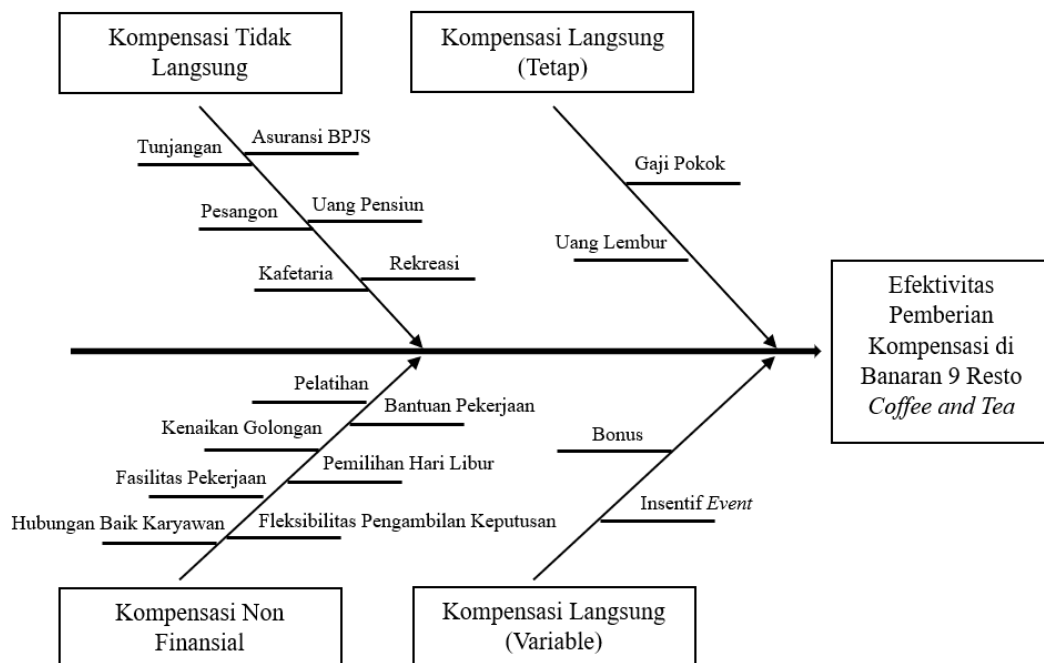 Kompensasi Tidak
Langsung
Kompensasi Langsung
(Tetap)
Tunjangan
Asuransi BPJS
Pesangon
Uang Pensiun
Kafetaria
Rekreasi
Gaji Pokok
Uang Lembur
Efektivitas
Pemberian
Kompensasi di
Banaran 9 Resto
Coffee and Tea
Pelatihan
Bantuan Pekerjaan
Kenaikan Golongan
Pemilihan Hari Libur
Fasilitas Pekerjaan
Fleksibilitas Pengambilan Keputusan
Hubungan Baik Karyawan
Bonus
Insentif Event
Kompensasi Non
Finansial
Kompensasi Langsung
(Variable)